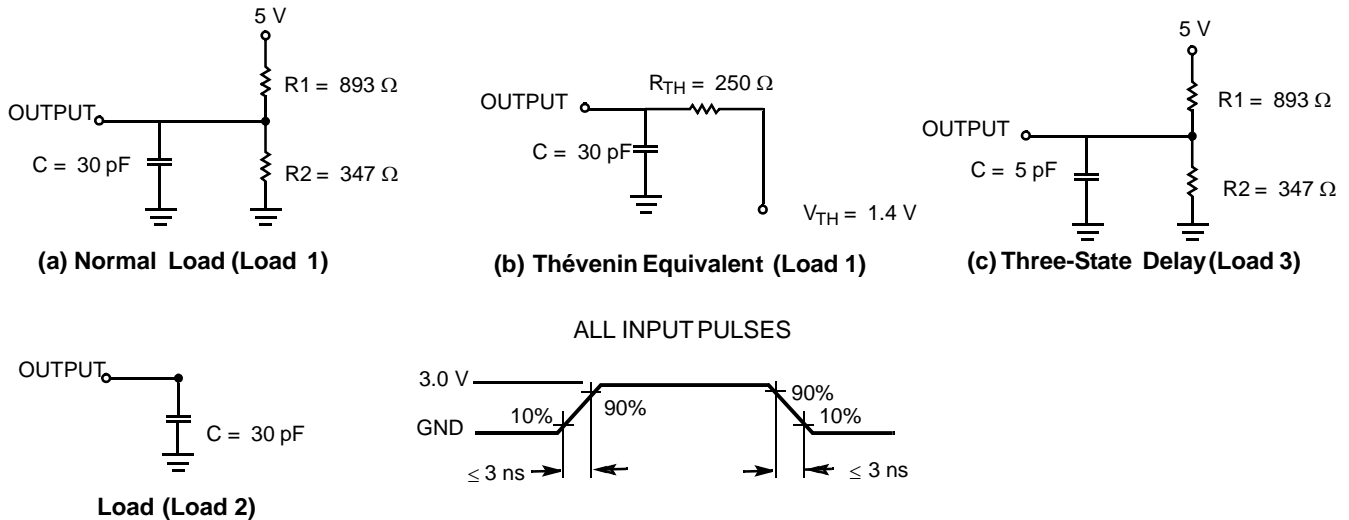 5 V
R1 = 893 Ω
OUTPUT
C = 30 pF
R2 = 347 Ω
(a) Normal Load (Load 1)
RTH = 250 Ω
OUTPUT
C = 30 pF
VTH = 1.4 V
(b) Thévenin Equivalent (Load 1)
5 V
R1 = 893 Ω
OUTPUT
C = 5 pF
R2 = 347 Ω
(c) Three-State Delay(Load 3)
OUTPUT
C = 30 pF
Load (Load 2)
ALL INPUT PULSES
3.0 V
GND
10%
90%
90%
10%
≤ 3 ns
≤ 3 ns